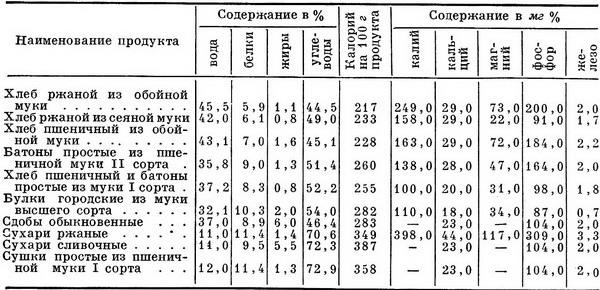 Наименование продукта
Содержание в %
вода
белки
жиры
угле-
воды
Калорий
на 100 г
продукта
Содержание в мг %
калий
каль-
ций
маг-
ний
фос-
фор
же-
лезо
Хлеб ржаной из обойной
муки . . . . . . . . . . . 45,5 5,9 1,1 44,5 217 249,0 29,0 73,0 200,0 2,0
Хлеб ржаной из сеяной муки 42,0 6,1 0,8 49,0 233 158,0 29,0 22,0 91,0 1,7
Хлеб пшеничный из обой-
ной муки . . . . . . . . 43,1 7,0 1,6 45,1 228 163,0 29,0 72,0 184,0 2,2
Батоны простые из пше-
ничной муки II сорта . . 35,8 9,0 1,3 51,4 260 138,0 28,0 47,0 164,0 2,0
Хлеб пшеничный и батоны
простые из муки I сорта . 37,2 8,3 0,8 52,2 255 100,0 20,0 31,0 98,0 1,8
Булки городские из муки
высшего сорта . . . . . . 32,1 10,3 2,0 54,0 282 110,0 18,0 34,0 87,0 0,7
Сдобы обыкновенные . . . 37,0 8,9 6,0 46,4 283 — 23,0 — 104,0 2,0
Сухари ржаные . . . . . . 11,0 11,4 1,4 70,6 349 398,0 44,0 117,0 309,0 3,3
Сухари сливочные . . . . . 11,0 9,5 5,5 72,3 387 — 23,0 — 104,0 2,0
Сушки простые из пшенич-
ной муки I сорта . . . 12,0 11,4 1,3 72,9 358 — 23,0 — 104,0 2,0